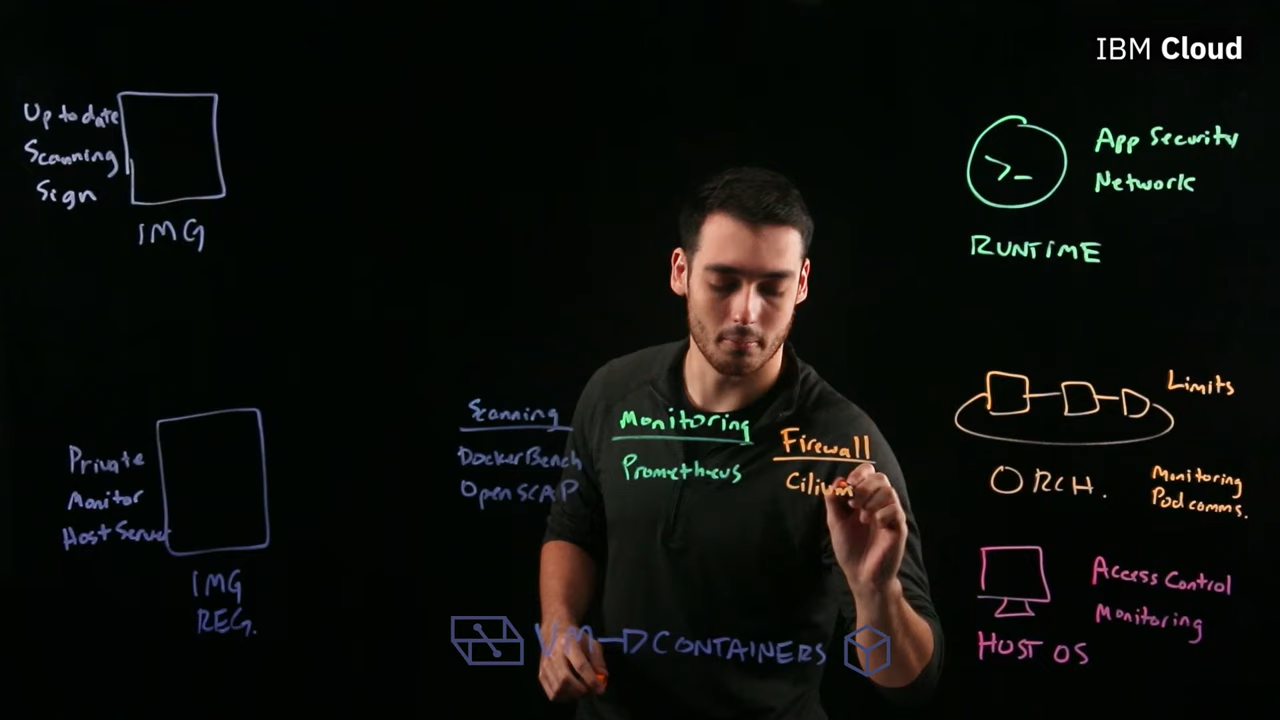 IBM Cloud
Up to date
Scanning
Sign
IMG
>_
App Security
Network
RUNTIME
Scanning
DockerBench
OpenSCAP
Monitoring
Prometheus
Firewall
Cilium
Limits
ORCH.
Monitoring
Pod comms.
Private
Monitor
Host Server
IMG
REG.
Access Control
Monitoring
HOST OS
VM→CONTAINERS